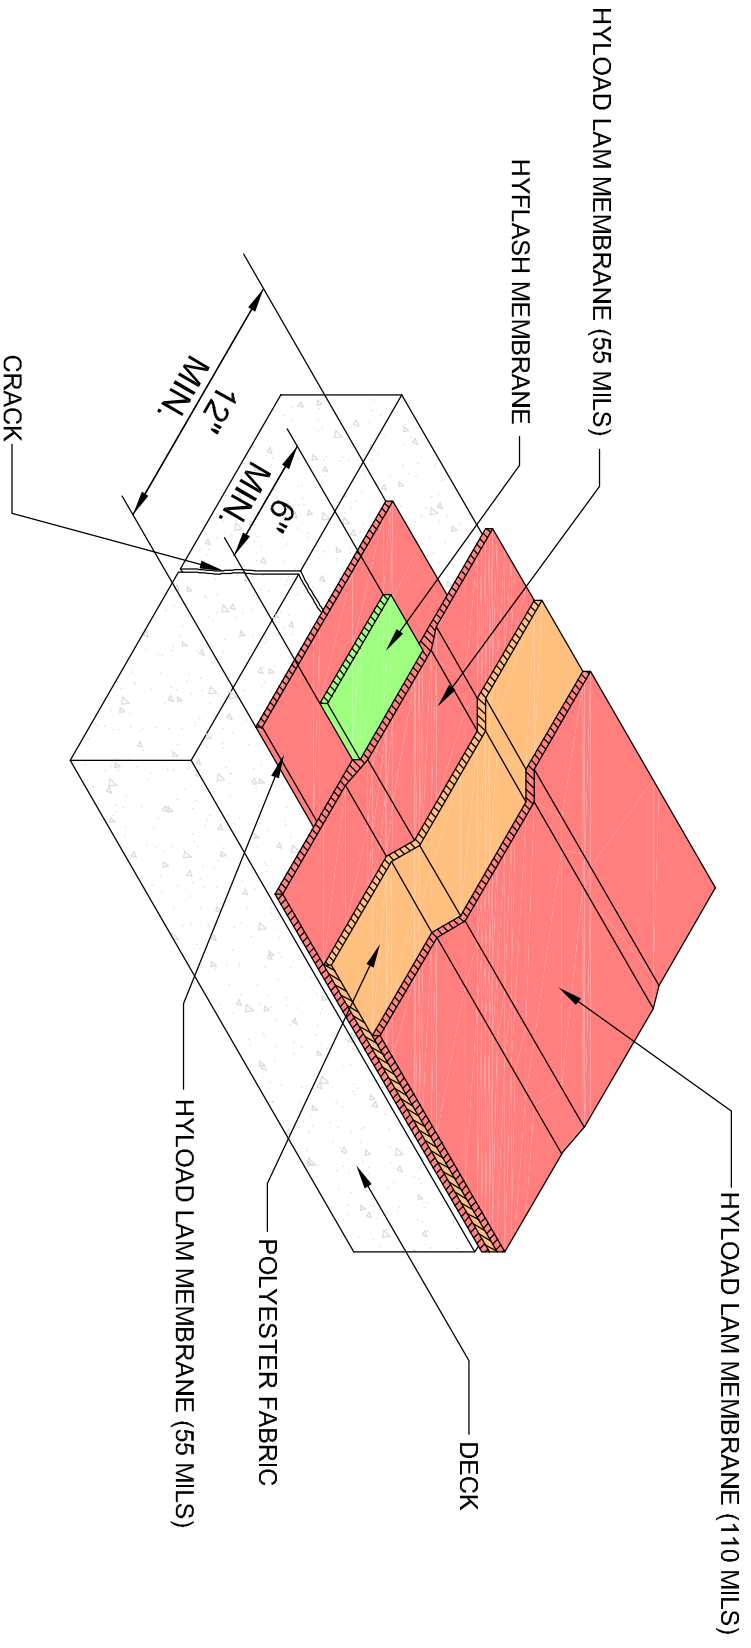 HYLOAD LAM MEMBRANE (55 MILS)
HYFLASH MEMBRANE
12"
MIN.
6"
MIN.
CRACK
HYLOAD LAM MEMBRANE (110 MILS)
DECK
POLYESTER FABRIC
HYLOAD LAM MEMBRANE (55 MILS)